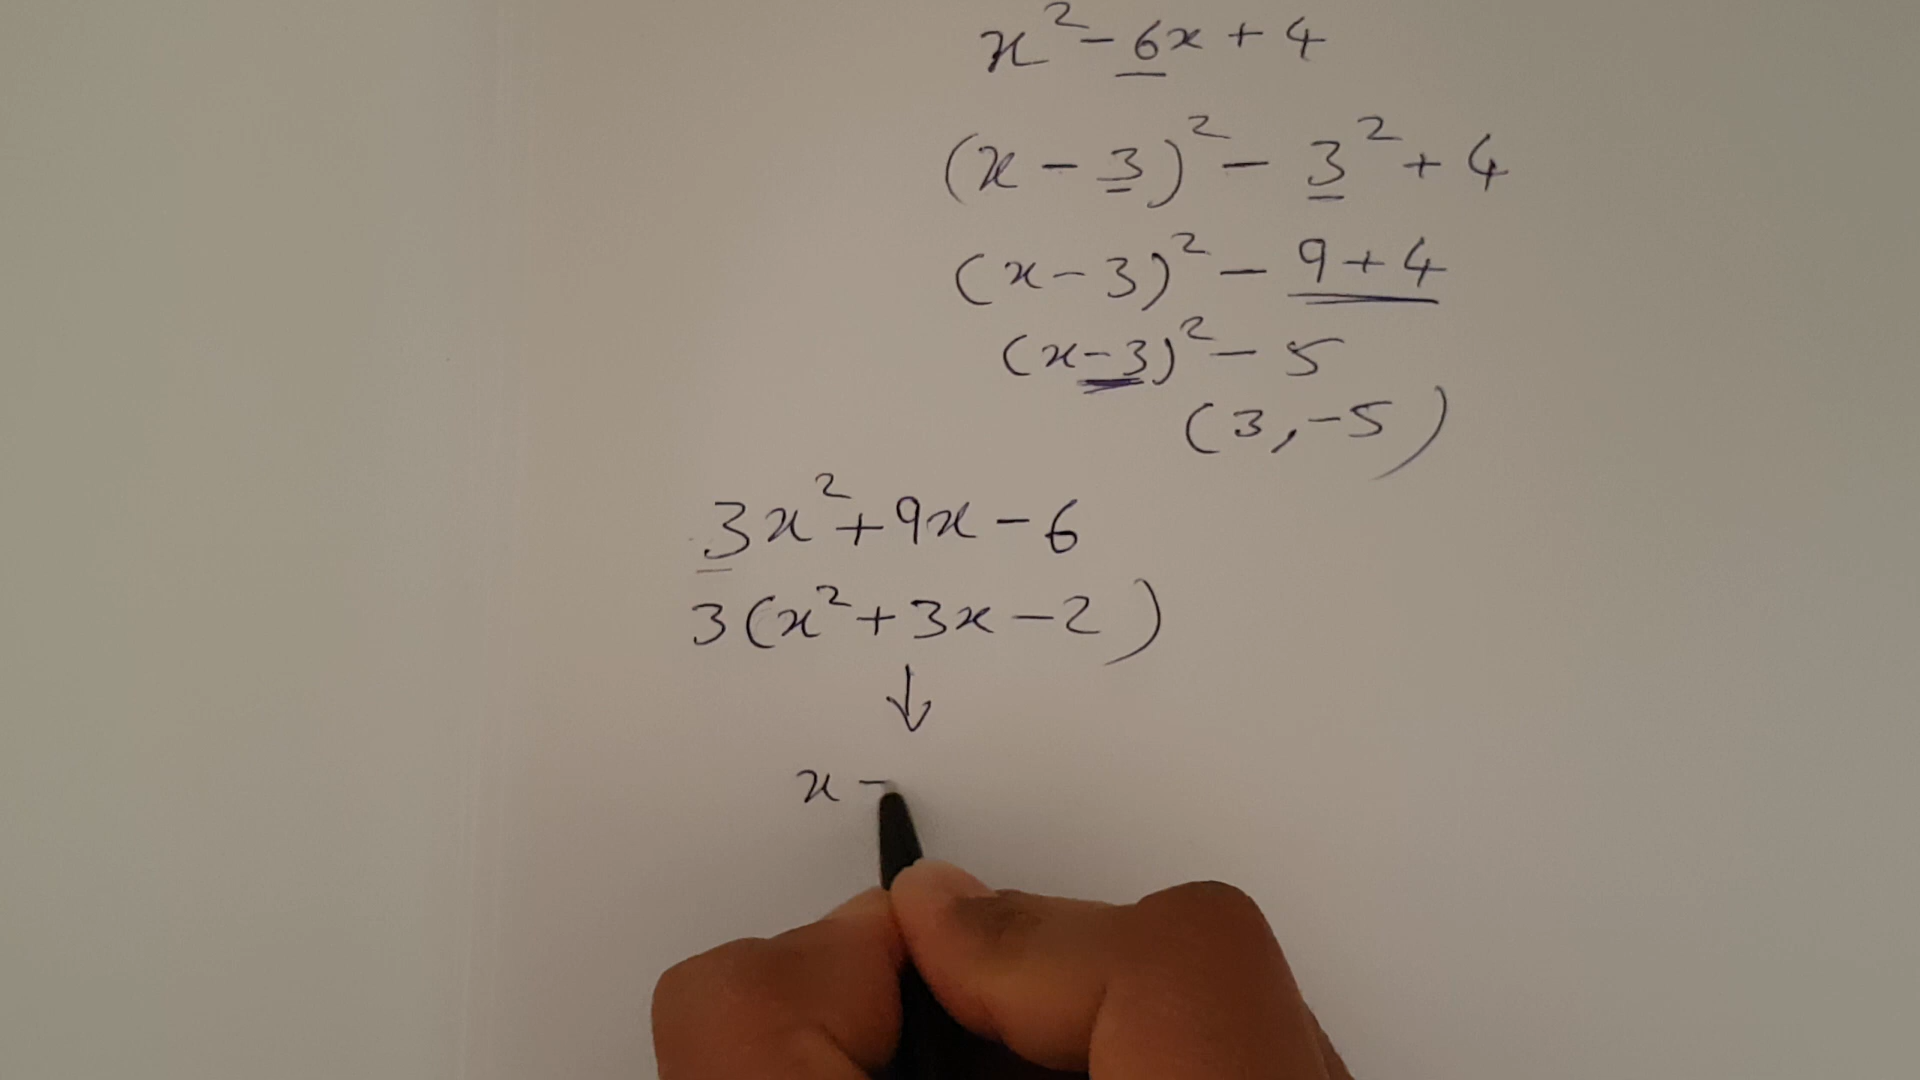 x² - 6x + 4
(x - 3)² - 3² + 4
(x - 3)² - 9 + 4
(x - 3)² - 5
(3, -5)
3x² + 9x - 6
3(x² + 3x - 2)
↓
x -